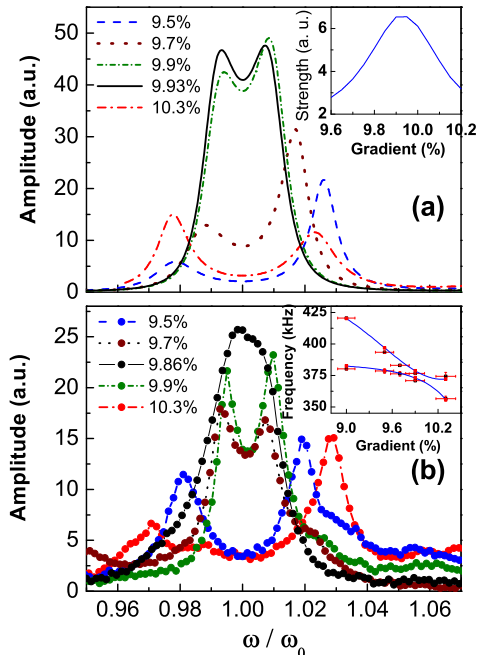 (a)
Amplitude (a.u.)
50
40
30
20
10
0
9.5%
9.7%
9.9%
9.93%
10.3%
Strength (a.u.)
6
4
2
9.6 9.8 10.0 10.2
Gradient (%)
(b)
Amplitude (a.u.)
25
20
15
10
5
0
9.5%
9.7%
9.86%
9.9%
10.3%
Frequency (kHz)
420
385
350
9.0 9.6 10.2
Gradient (%)
0.96 0.98 1.00 1.02 1.04 1.06
ω / ω₀